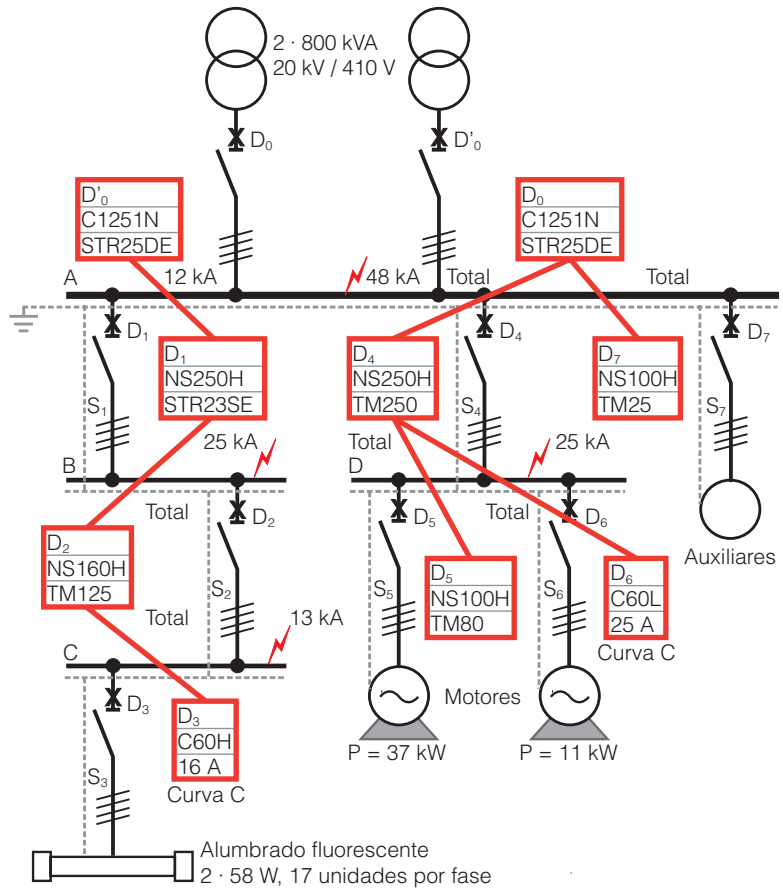 2 · 800 kVA
20 kV / 410 V
D0
D'0
D'0
C1251N
STR25DE
D0
C1251N
STR25DE
A
12 kA
48 kA
Total
Total
D1
D1
NS250H
STR23SE
D4
NS250H
TM250
D4
D7
NS100H
TM25
D7
S1
S4
S7
25 kA
Total
25 kA
B
D
Total
D2
D5
Total
D6
Auxiliares
D2
NS160H
TM125
S2
S5
D5
NS100H
TM80
S6
D6
C60L
25 A
Total
13 kA
Curva C
C
D3
D3
C60H
16 A
Motores
S3
Curva C
P = 37 kW
P = 11 kW
Alumbrado fluorescente
2 · 58 W, 17 unidades por fase